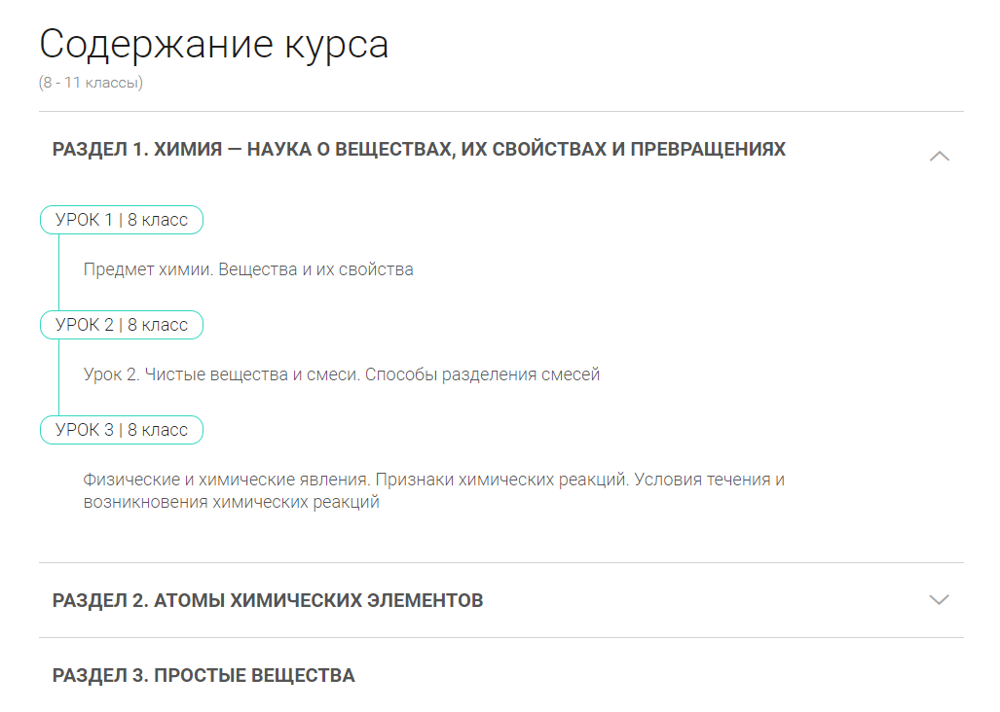 Содержание курса
(8 - 11 классы)
РАЗДЕЛ 1. ХИМИЯ — НАУКА О ВЕЩЕСТВАХ, ИХ СВОЙСТВАХ И ПРЕВРАЩЕНИЯХ
УРОК 1 | 8 класс
Предмет химии. Вещества и их свойства
УРОК 2 | 8 класс
Урок 2. Чистые вещества и смеси. Способы разделения смесей
УРОК 3 | 8 класс
Физические и химические явления. Признаки химических реакций. Условия течения и
возникновения химических реакций
РАЗДЕЛ 2. АТОМЫ ХИМИЧЕСКИХ ЭЛЕМЕНТОВ
РАЗДЕЛ 3. ПРОСТЫЕ ВЕЩЕСТВА